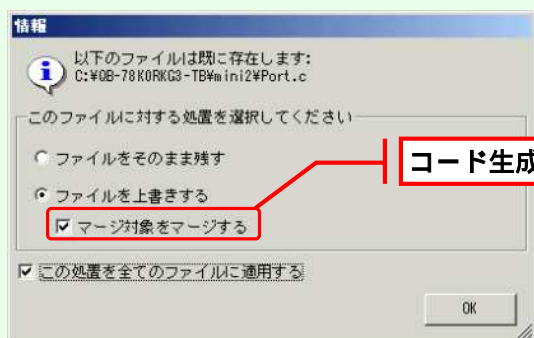 情報
以下のファイルは既に存在します:
C:¥QB-78K0RKG3-TB¥mini2¥Port.c
このファイルに対する処置を選択してください
ファイルをそのまま残す
コード生成
ファイルを上書きする
マージ対象をマージする
この処置を全てのファイルに適用する
OK